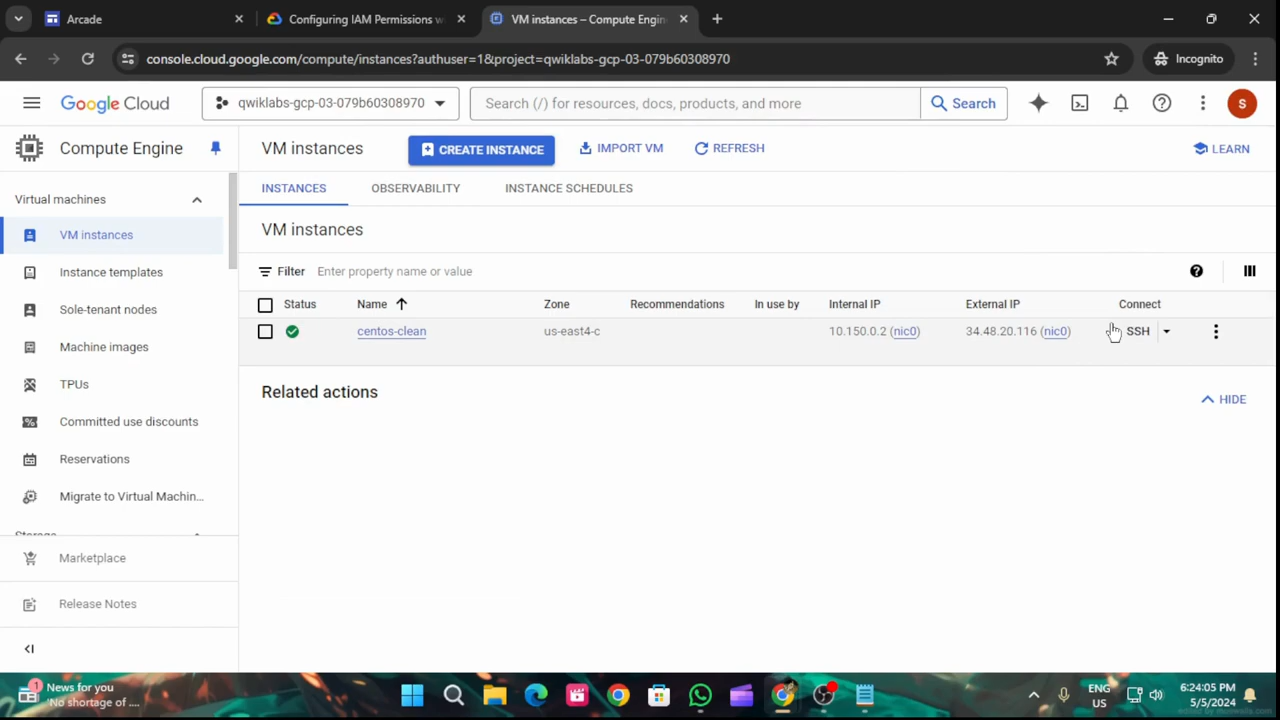 Arcade
Configuring IAM Permissions w
VM instances – Compute Engin
console.cloud.google.com/compute/instances?authuser=1&project=qwiklabs-gcp-03-079b60308970
Incognito
Google Cloud
qwiklabs-gcp-03-079b60308970
Search (/) for resources, docs, products, and more
Search
S
Compute Engine
VM instances
CREATE INSTANCE
IMPORT VM
REFRESH
LEARN
Virtual machines
INSTANCES
OBSERVABILITY
INSTANCE SCHEDULES
VM instances
Instance templates
Sole-tenant nodes
Machine images
TPUs
Committed use discounts
Reservations
Migrate to Virtual Machin...
Storage
Marketplace
Release Notes
VM instances
Filter Enter property name or value
Status Name Zone Recommendations In use by Internal IP External IP Connect
centos-clean us-east4-c 10.150.0.2 (nic0) 34.48.20.116 (nic0) SSH
Related actions
HIDE
1
News for you
'No shortage of ....
ENG
US
6:24:05 PM
5/5/2024